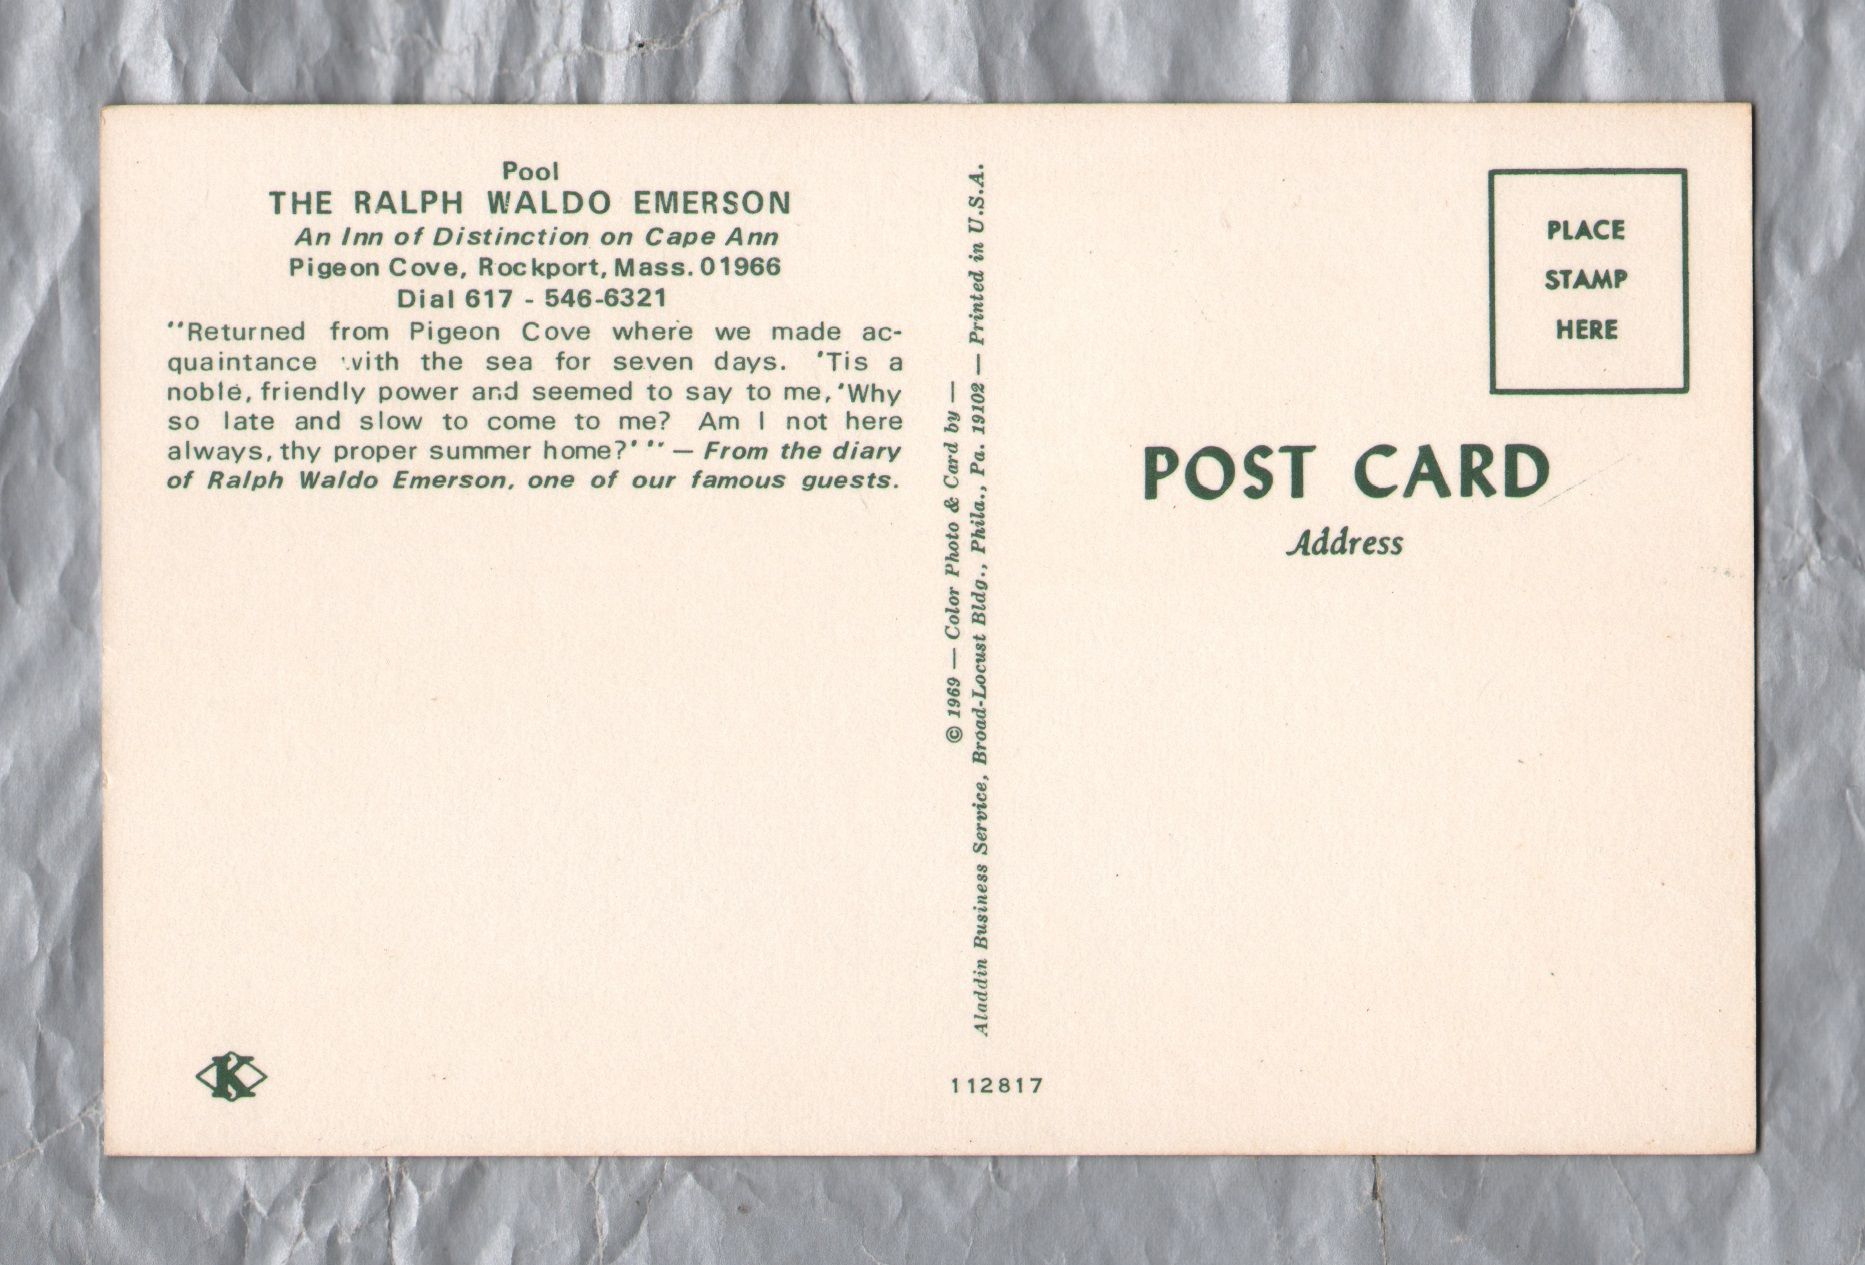 Pool
THE RALPH WALDO EMERSON
An Inn of Distinction on Cape Ann
Pigeon Cove, Rockport, Mass. 01966
Dial 617 - 546-6321
"Returned from Pigeon Cove where we made ac-
quaintance with the sea for seven days. 'Tis a
noble, friendly power and seemed to say to me, 'Why
so late and slow to come to me? Am I not here
always, thy proper summer home?' " — From the diary
of Ralph Waldo Emerson, one of our famous guests.
K
© 1969 — Color Photo & Card by —
Aladdin Business Service, Broad-Locust Bldg., Phila., Pa. 19102 — Printed in U.S.A.
112817
PLACE
STAMP
HERE
POST CARD
Address